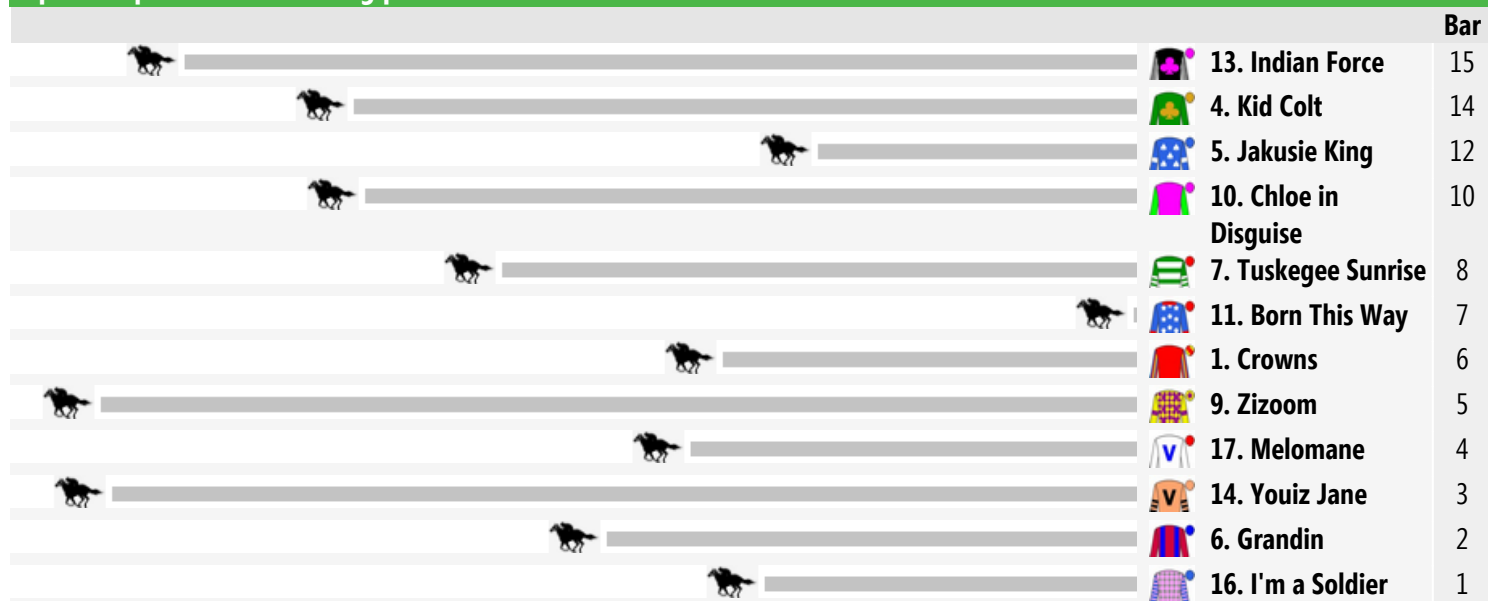 Bar
13. Indian Force 15
4. Kid Colt 14
5. Jakusie King 12
10. Chloe in 10
Disguise
7. Tuskegee Sunrise 8
11. Born This Way 7
1. Crowns 6
9. Zizoom 5
V 17. Melomane 4
V 14. Youiz Jane 3
6. Grandin 2
16. I'm a Soldier 1